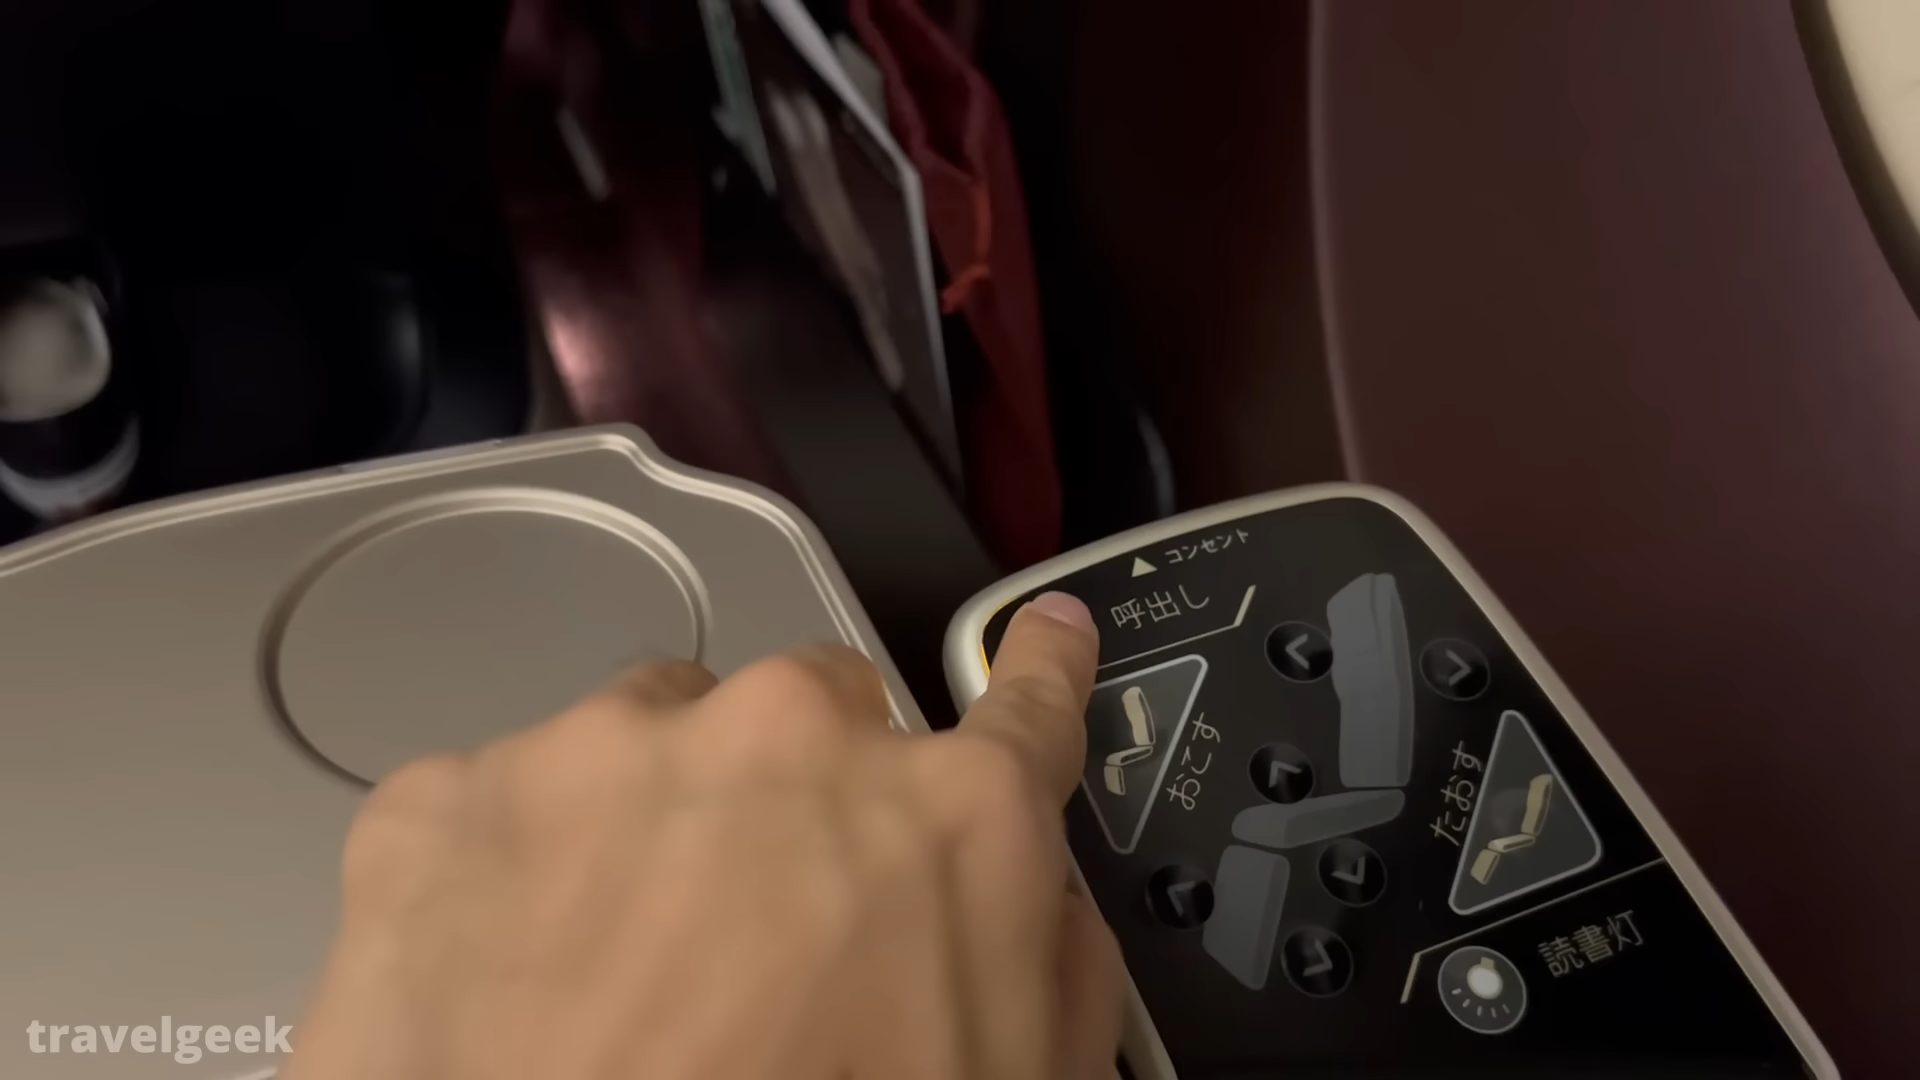 ▲ コンセント
呼出し
おこす
たおす
読書灯
travelgeek